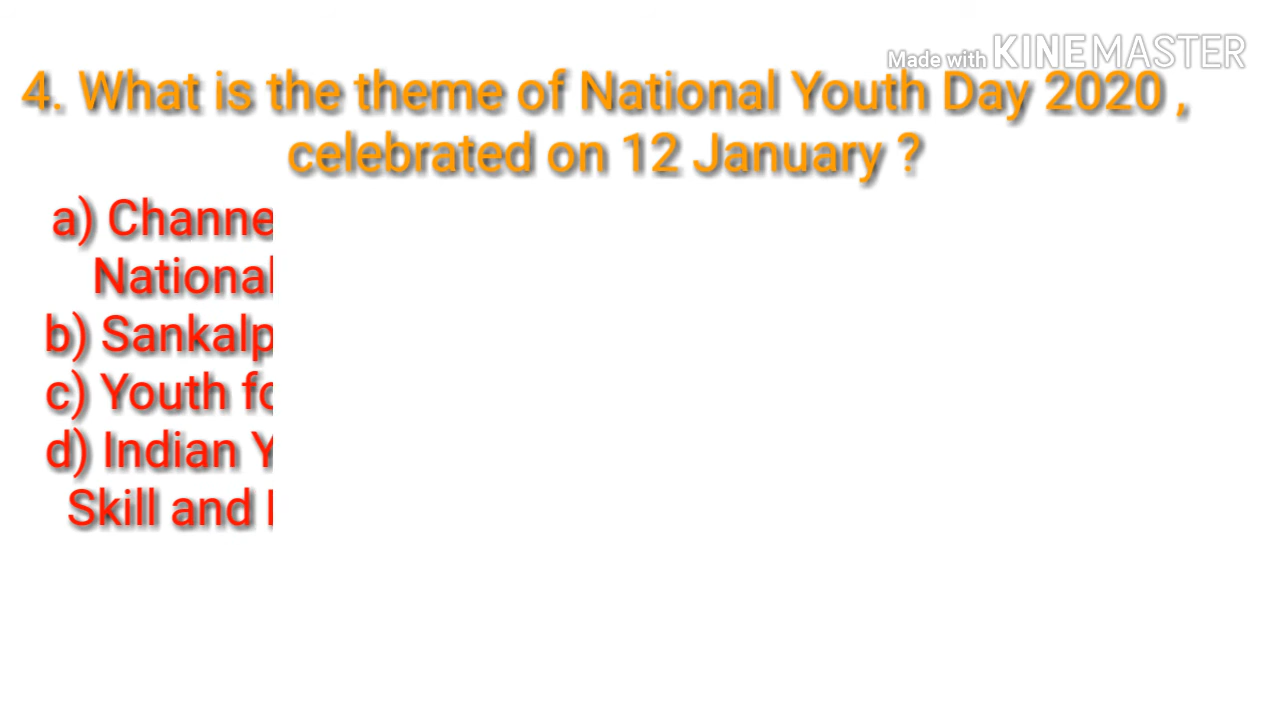 Made with KINEMASTER
4. What is the theme of National Youth Day 2020 ,
celebrated on 12 January ?
a) Channe
National
b) Sankalp
c) Youth fo
d) Indian Y
Skill and